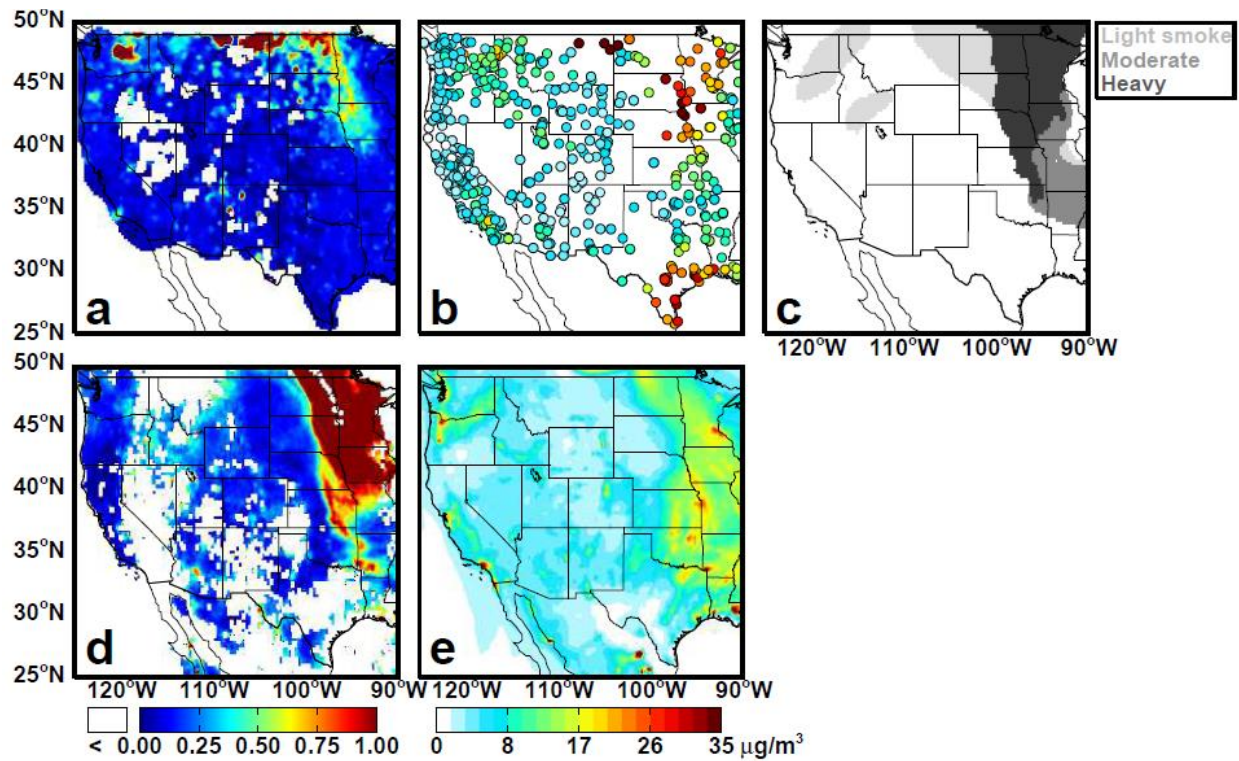 50°N
45°N
40°N
35°N
30°N
25°N
a
b
c
Light smoke
Moderate
Heavy
120°W 110°W 100°W 90°W
50°N
45°N
40°N
35°N
30°N
25°N
d
e
120°W 110°W 100°W 90°W 120°W 110°W 100°W 90°W
< 0.00 0.25 0.50 0.75 1.00
0 8 17 26 35 μg/m³